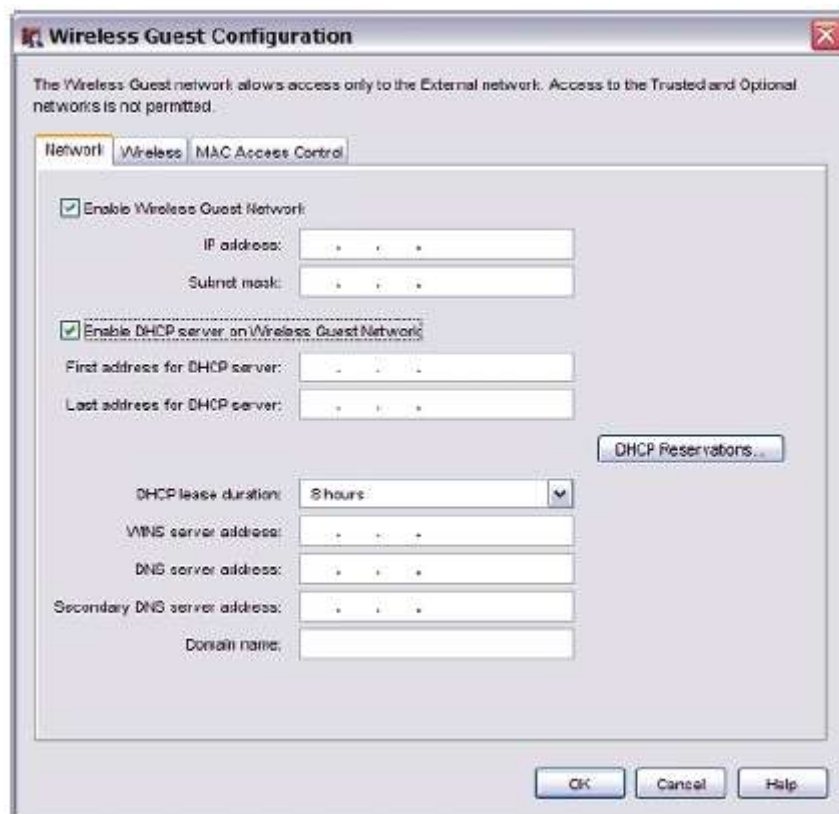 Wireless Guest Configuration
The Wireless Guest network allows access only to the External network. Access to the Trusted and Optional
networks is not permitted.
Network Wireless MAC Access Control
Enable Wireless Guest Network
IP address: . . .
Subnet mask: . . .
Enable DHCP server on Wireless Guest Network
First address for DHCP server: . . .
Last address for DHCP server: . . .
DHCP Reservations...
DHCP lease duration: 8 hours
WINS server address: . . .
DNS server address: . . .
Secondary DNS server address: . . .
Domain name:
OK Cancel Help